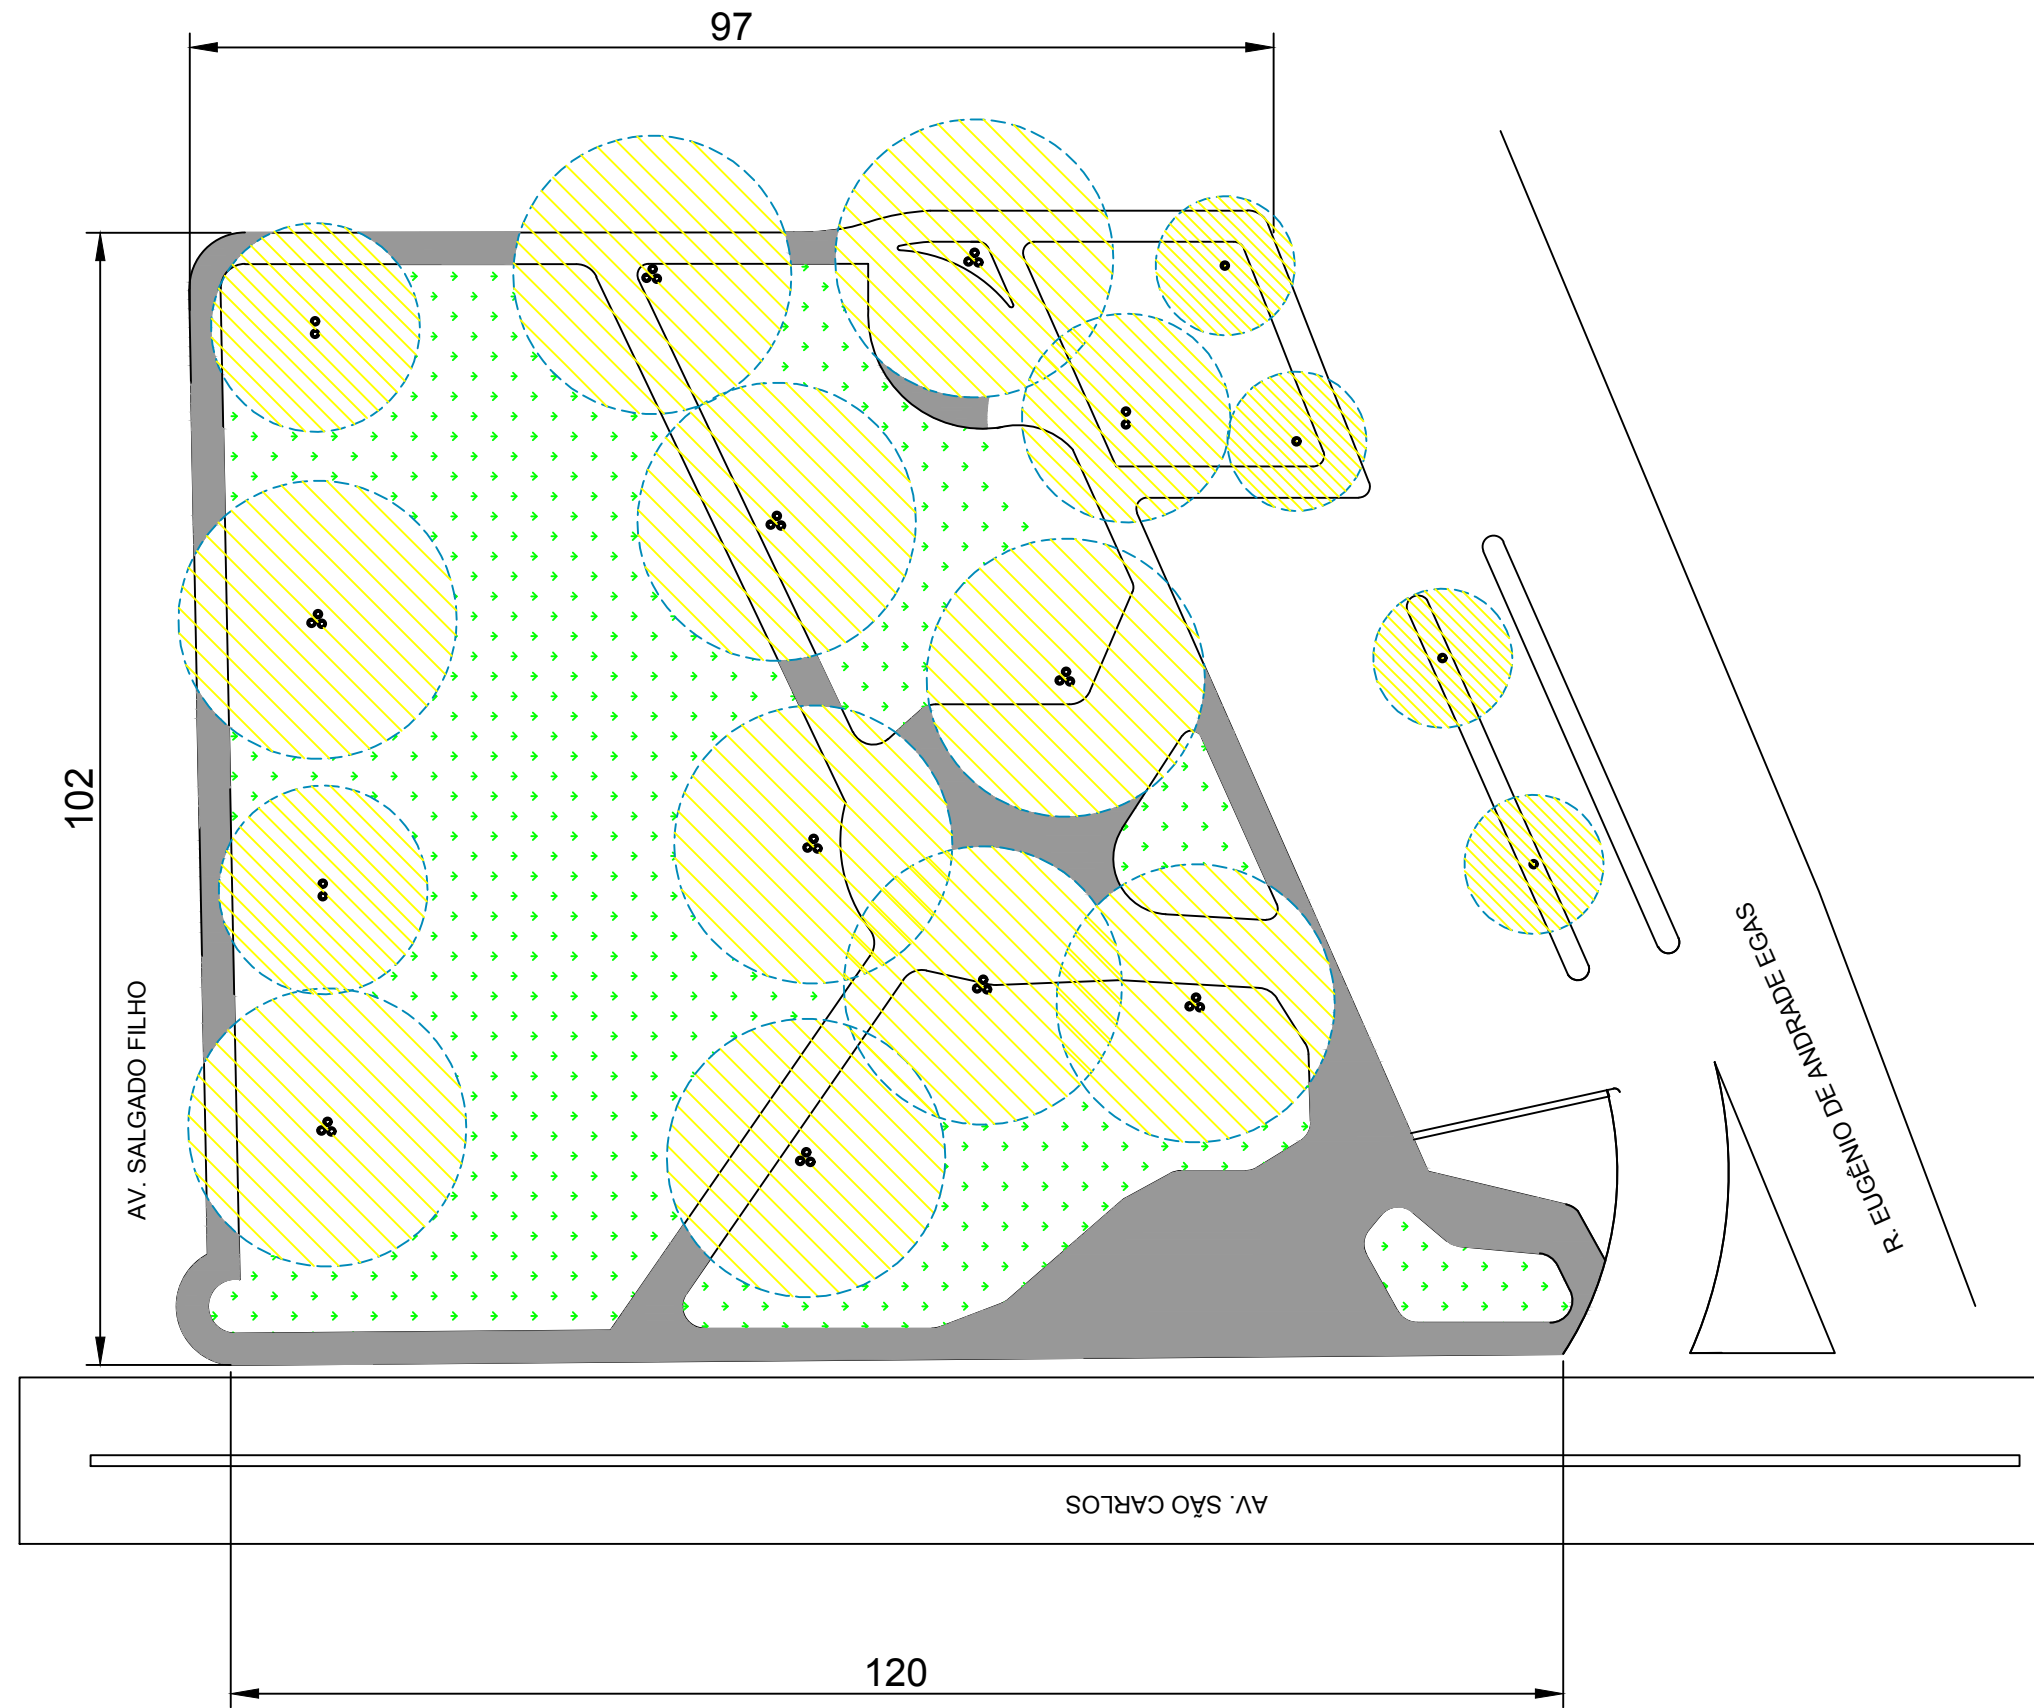 97
102
AV. SALGADO FILHO
R. EUGÊNIO DE ANDRADE EGAS
AV. SÃO CARLOS
120